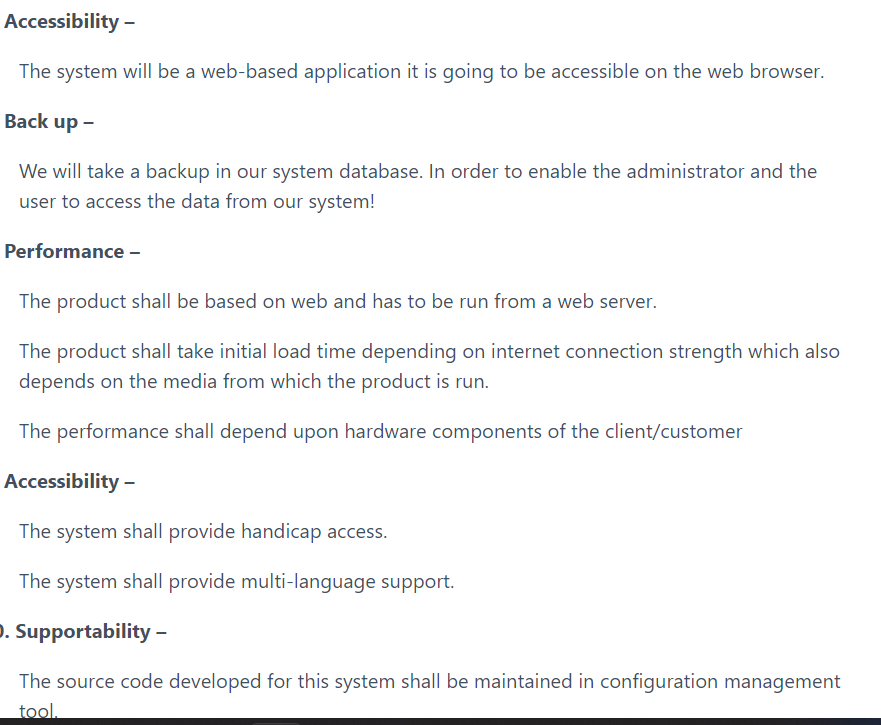 Accessibility –
The system will be a web-based application it is going to be accessible on the web browser.
Back up –
We will take a backup in our system database. In order to enable the administrator and the
user to access the data from our system!
Performance –
The product shall be based on web and has to be run from a web server.
The product shall take initial load time depending on internet connection strength which also
depends on the media from which the product is run.
The performance shall depend upon hardware components of the client/customer
Accessibility –
The system shall provide handicap access.
The system shall provide multi-language support.
. Supportability –
The source code developed for this system shall be maintained in configuration management
tool.